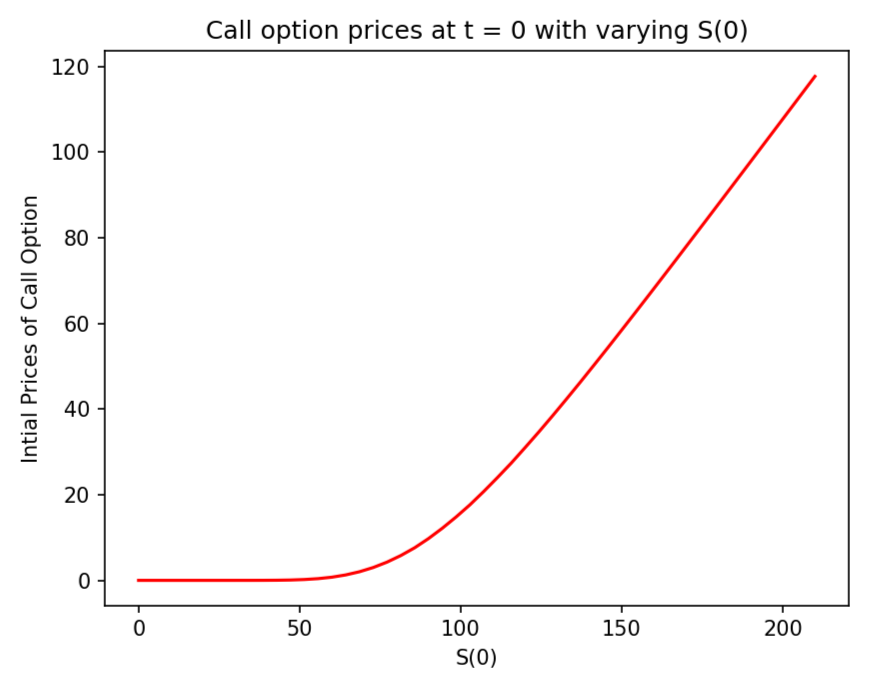 Call option prices at t = 0 with varying S(0)
120
100
80
60
40
20
0
Intial Prices of Call Option
0 50 100 150 200
S(0)